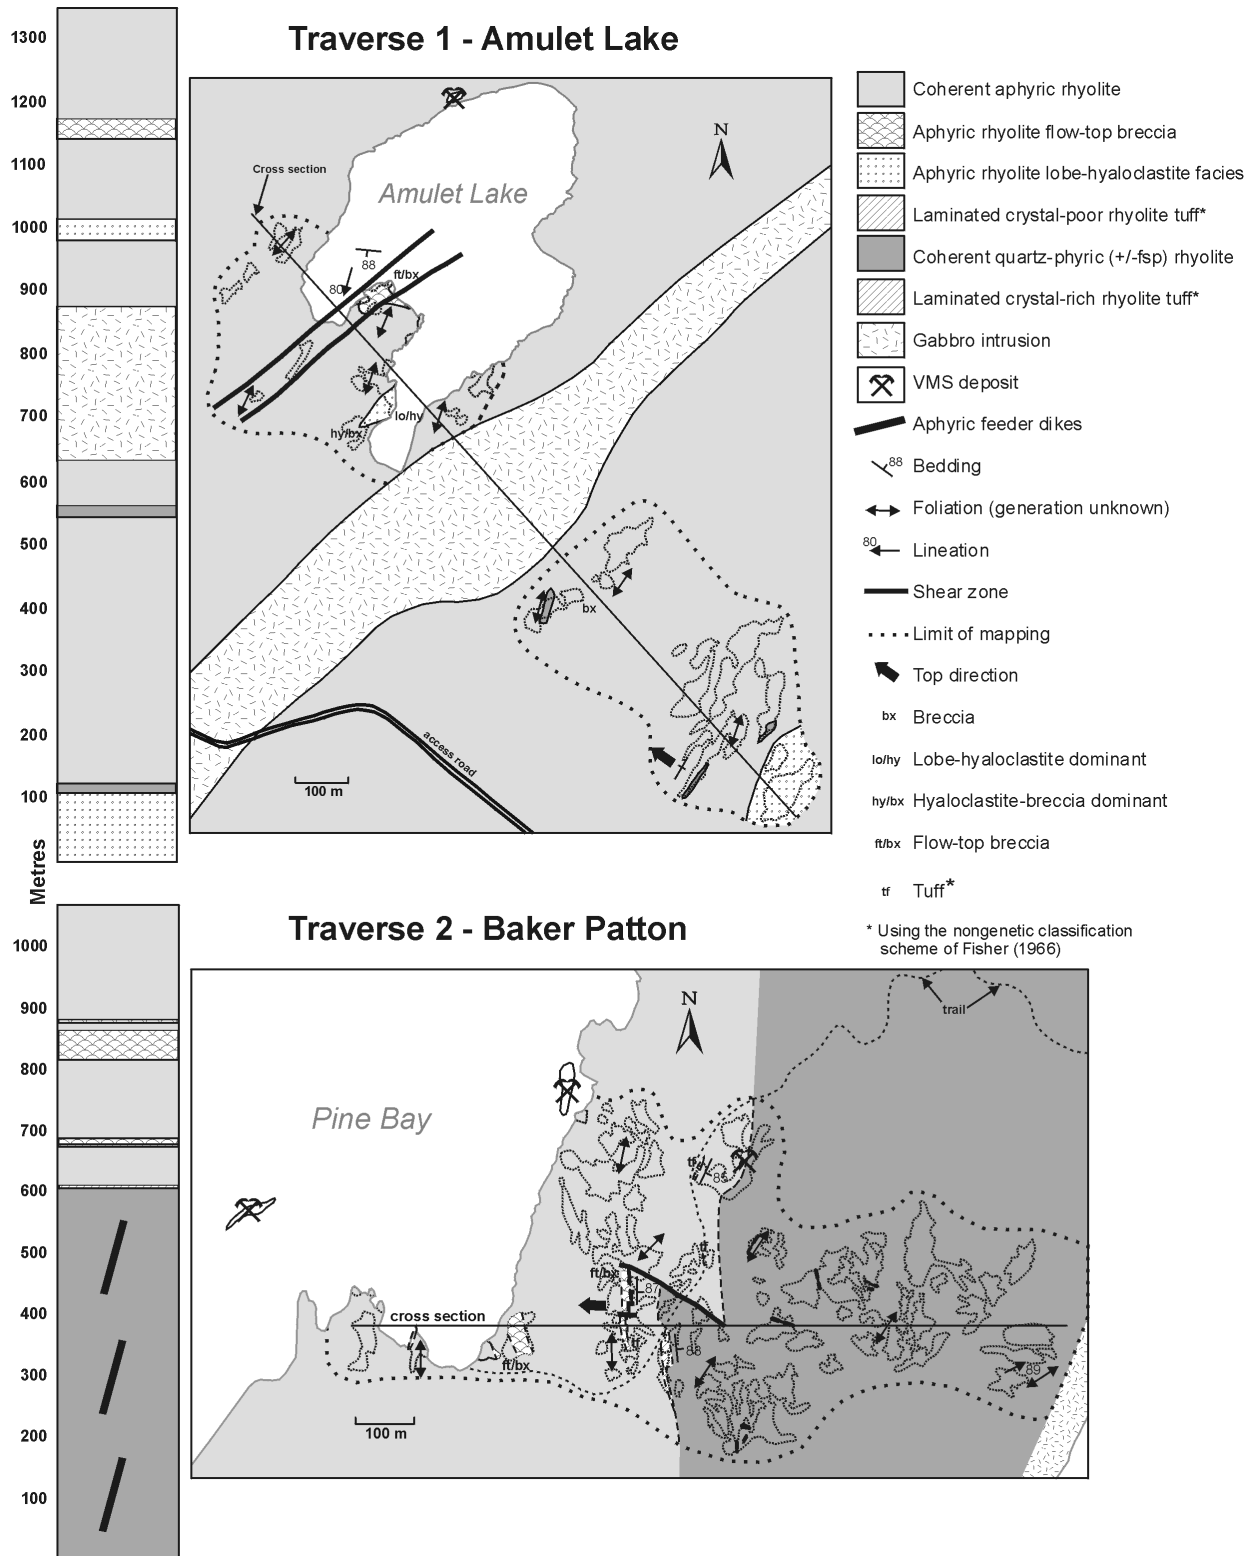 Traverse 1 - Amulet Lake
1300
1200
1100
1000
900
800
700
600
500
400
300
200
100
Metres
N
Cross section
Amulet Lake
88
80
ft/bx
lo/hy
hy/bx
bx
access road
100 m
Coherent aphyric rhyolite
Aphyric rhyolite flow-top breccia
Aphyric rhyolite lobe-hyaloclastite facies
Laminated crystal-poor rhyolite tuff*
Coherent quartz-phyric (+/-fsp) rhyolite
Laminated crystal-rich rhyolite tuff*
Gabbro intrusion
VMS deposit
Aphyric feeder dikes
88 Bedding
Foliation (generation unknown)
80 Lineation
Shear zone
Limit of mapping
Top direction
bx Breccia
lo/hy Lobe-hyaloclastite dominant
hy/bx Hyaloclastite-breccia dominant
ft/bx Flow-top breccia
tf Tuff*
* Using the nongenetic classification
scheme of Fisher (1966)
Traverse 2 - Baker Patton
1000
900
800
700
600
500
400
300
200
100
N
trail
Pine Bay
tf
85
tf
ft/bx
87
cross section
tf
88
ft/bx
89
100 m